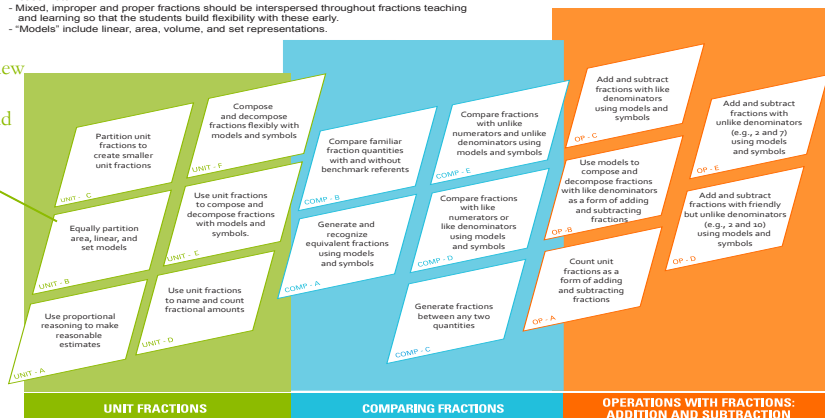 - Mixed, improper and proper fractions should be interspersed throughout fractions teaching
and learning so that the students build flexibility with these early.
- “Models” include linear, area, volume, and set representations.
Partition unit
fractions to
create smaller
unit fractions
UNIT - C
Compose
and decompose
fractions flexibly with
models and symbols
UNIT - F
Equally partition
area, linear, and
set models
UNIT - B
Use unit fractions
to compose and
decompose fractions
with models and
symbols.
UNIT - E
Use proportional
reasoning to make
reasonable
estimates
UNIT - A
Use unit fractions
to name and count
fractional amounts
UNIT - D
UNIT FRACTIONS
Compare familiar
fraction quantities
with and without
benchmark referents
COMP - B
Compare fractions
with unlike
numerators and unlike
denominators using
models and symbols
COMP - E
Generate and
recognize
equivalent fractions
using models
and symbols
COMP - A
Compare fractions
with like
numerators or
like denominators
using models
and symbols
COMP - D
Generate fractions
between any two
quantities
COMP - C
COMPARING FRACTIONS
Add and subtract
fractions with like
denominators
using models and
symbols
OP - C
Add and subtract
fractions with
unlike denominators
(e.g., 2 and 7)
using models
and symbols
OP - E
Use models to
compose and
decompose fractions
with like denominators
as a form of adding
and subtracting
fractions
OP -B
Add and subtract
fractions with friendly
but unlike denominators
(e.g., 2 and 10)
using models and
symbols
OP - D
Count unit
fractions as a
form of adding
and subtracting
fractions
OP - A
OPERATIONS WITH FRACTIONS:
ADDITION AND SUBTRACTION